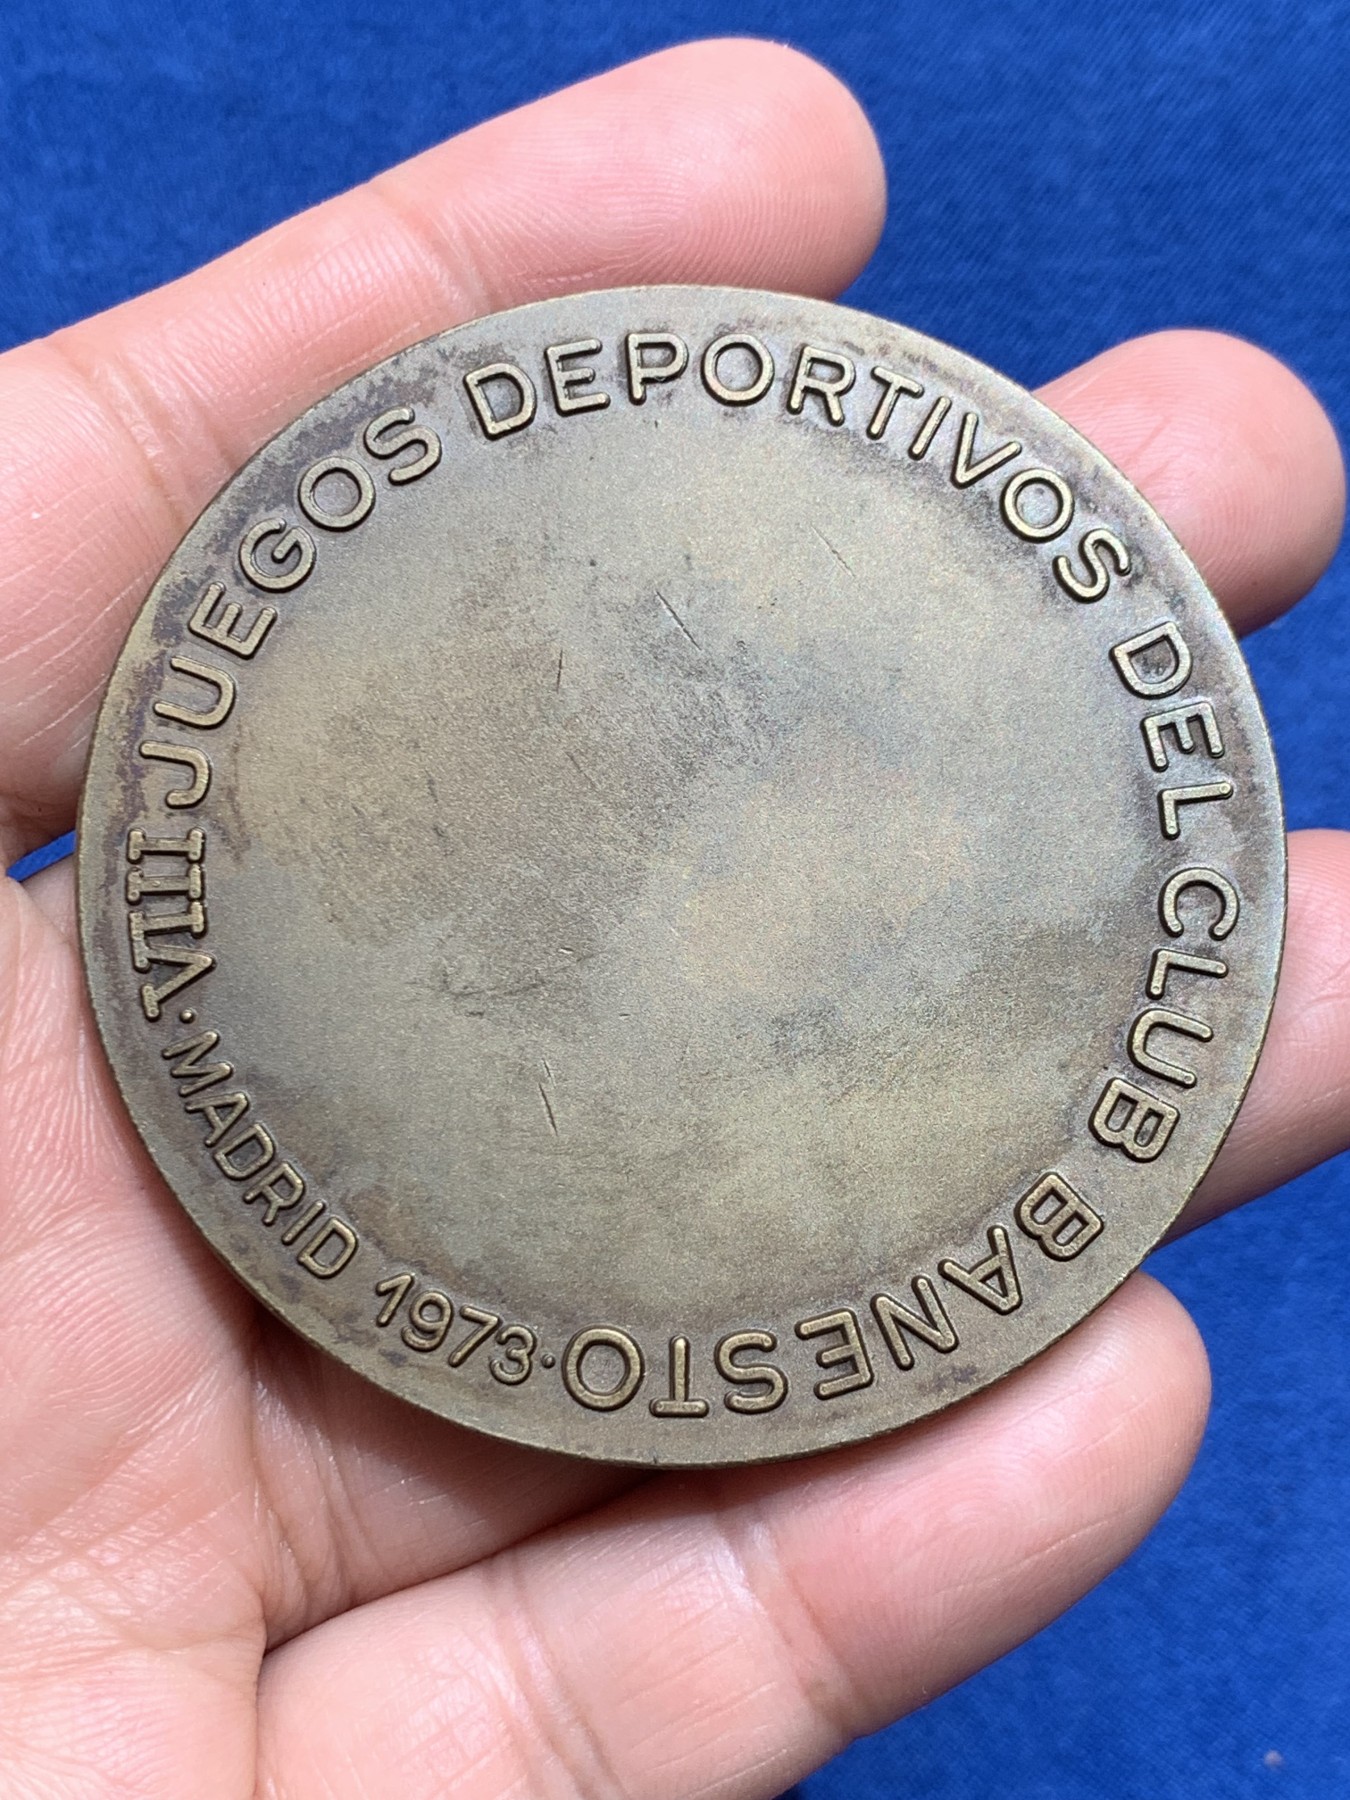 VIII JUEGOS DEPORTIVOS DEL CLUB BANESTO
· MADRID 1973 ·